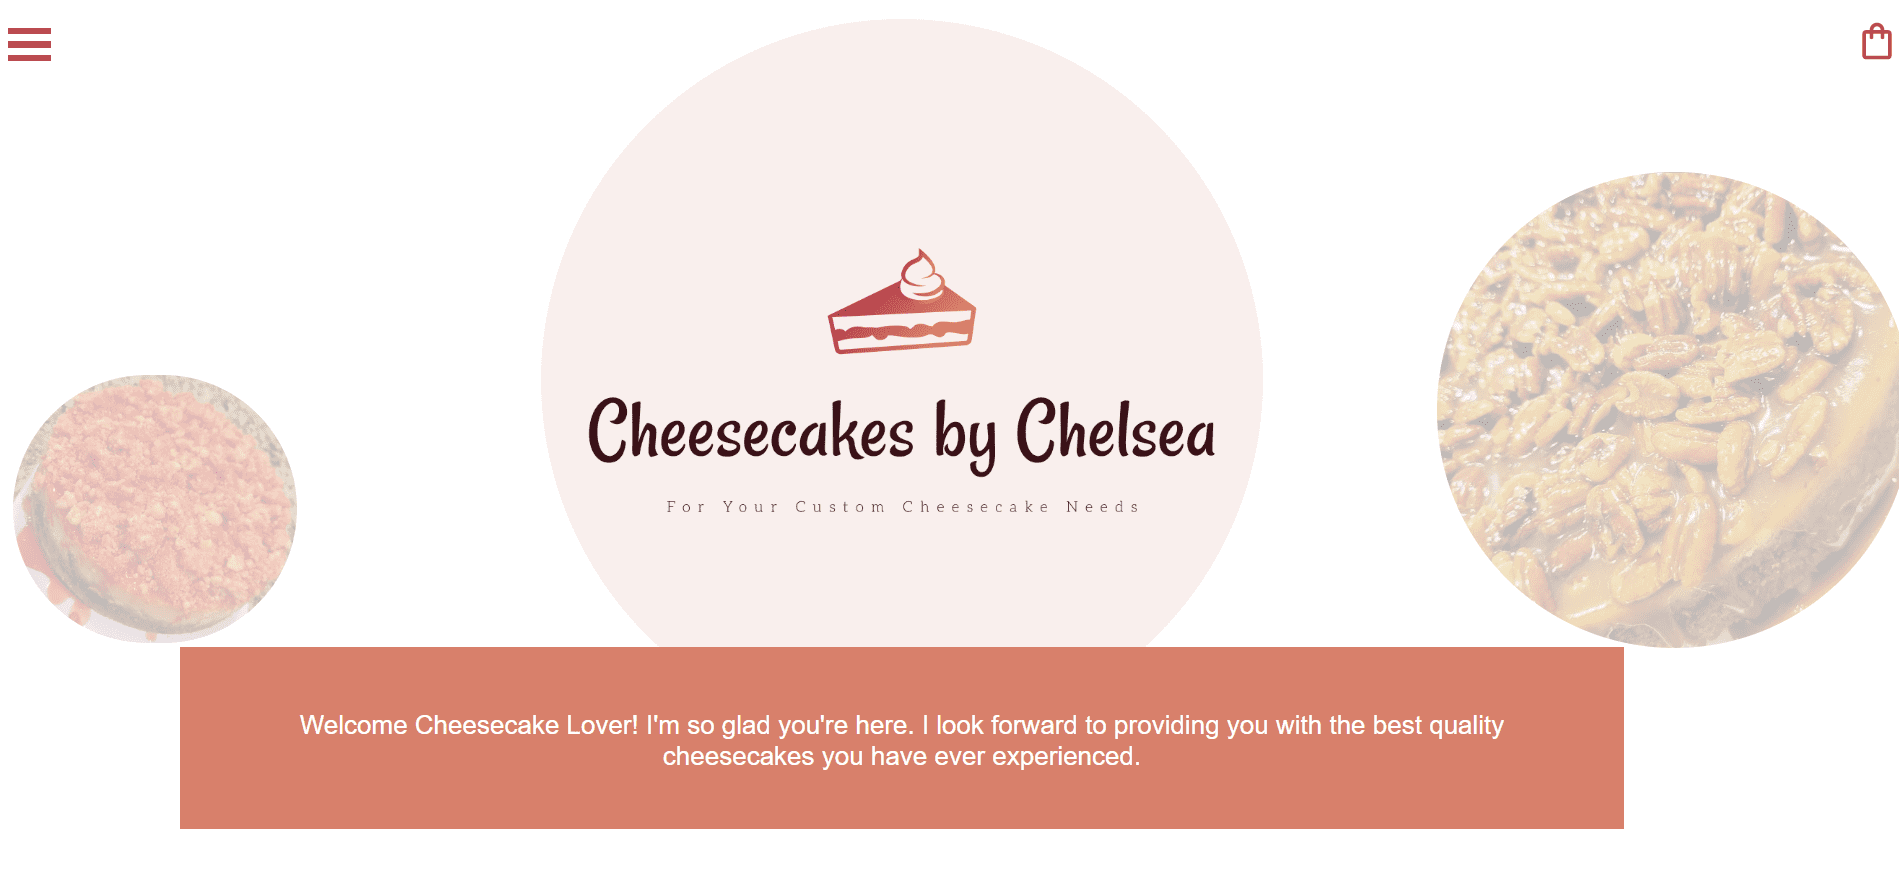 Cheesecakes by Chelsea
For Your Custom Cheesecake Needs
Welcome Cheesecake Lover! I'm so glad you're here. I look forward to providing you with the best quality
cheesecakes you have ever experienced.